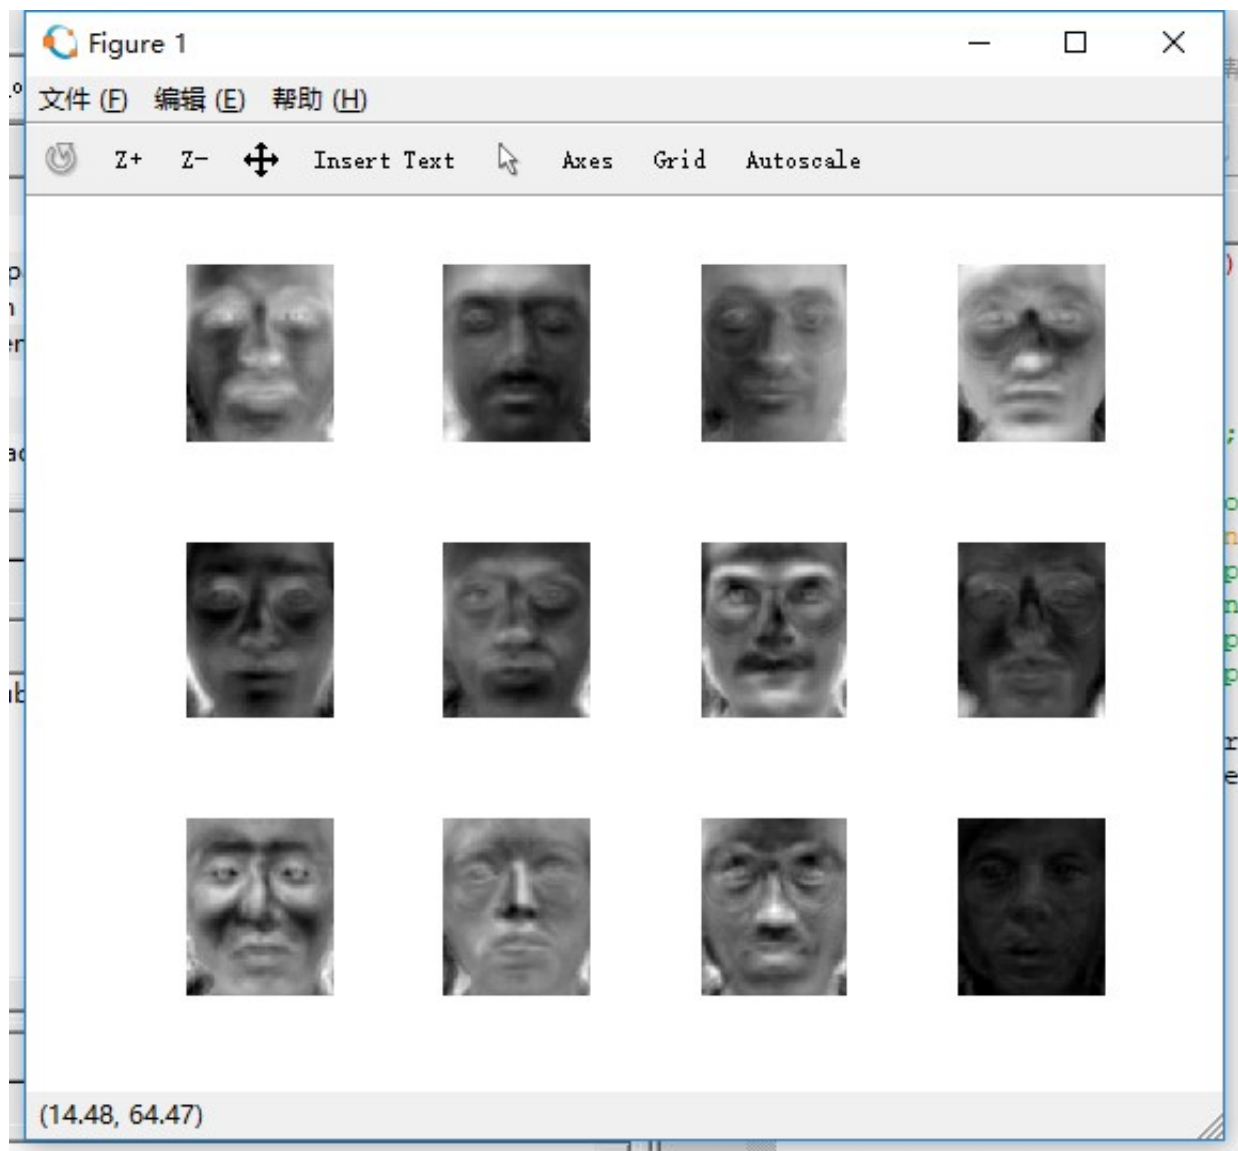 Figure 1
文件 (F) 编辑 (E) 帮助 (H)
Z+ Z- Insert Text Axes Grid Autoscale
(14.48, 64.47)